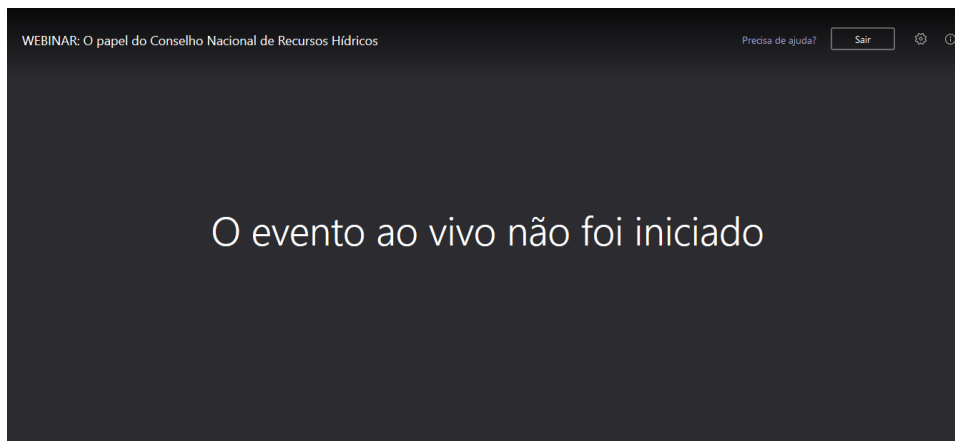 WEBINAR: O papel do Conselho Nacional de Recursos Hídricos
Precisa de ajuda?
Sair
O evento ao vivo não foi iniciado